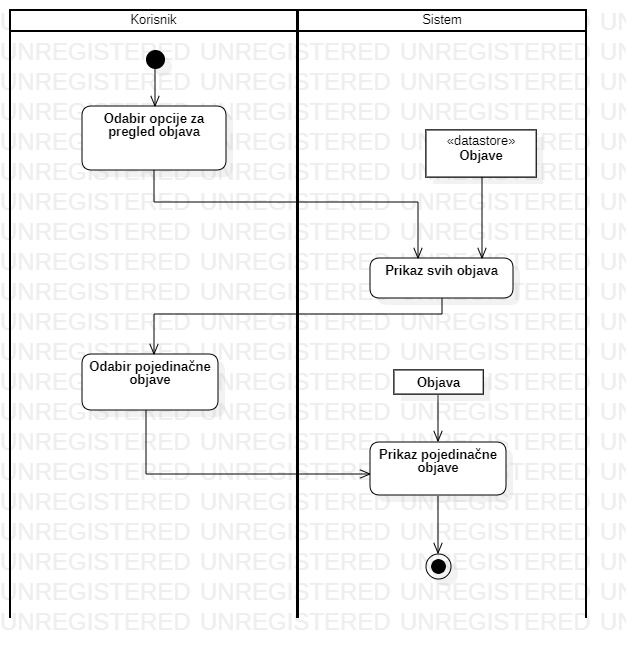 Korisnik
Sistem
Odabir opcije za
pregled objava
«datastore»
Objave
Prikaz svih objava
Odabir pojedinačne
objave
Objava
Prikaz pojedinačne
objave
UNREGISTERED UNREGISTERED UNREGISTERED UN